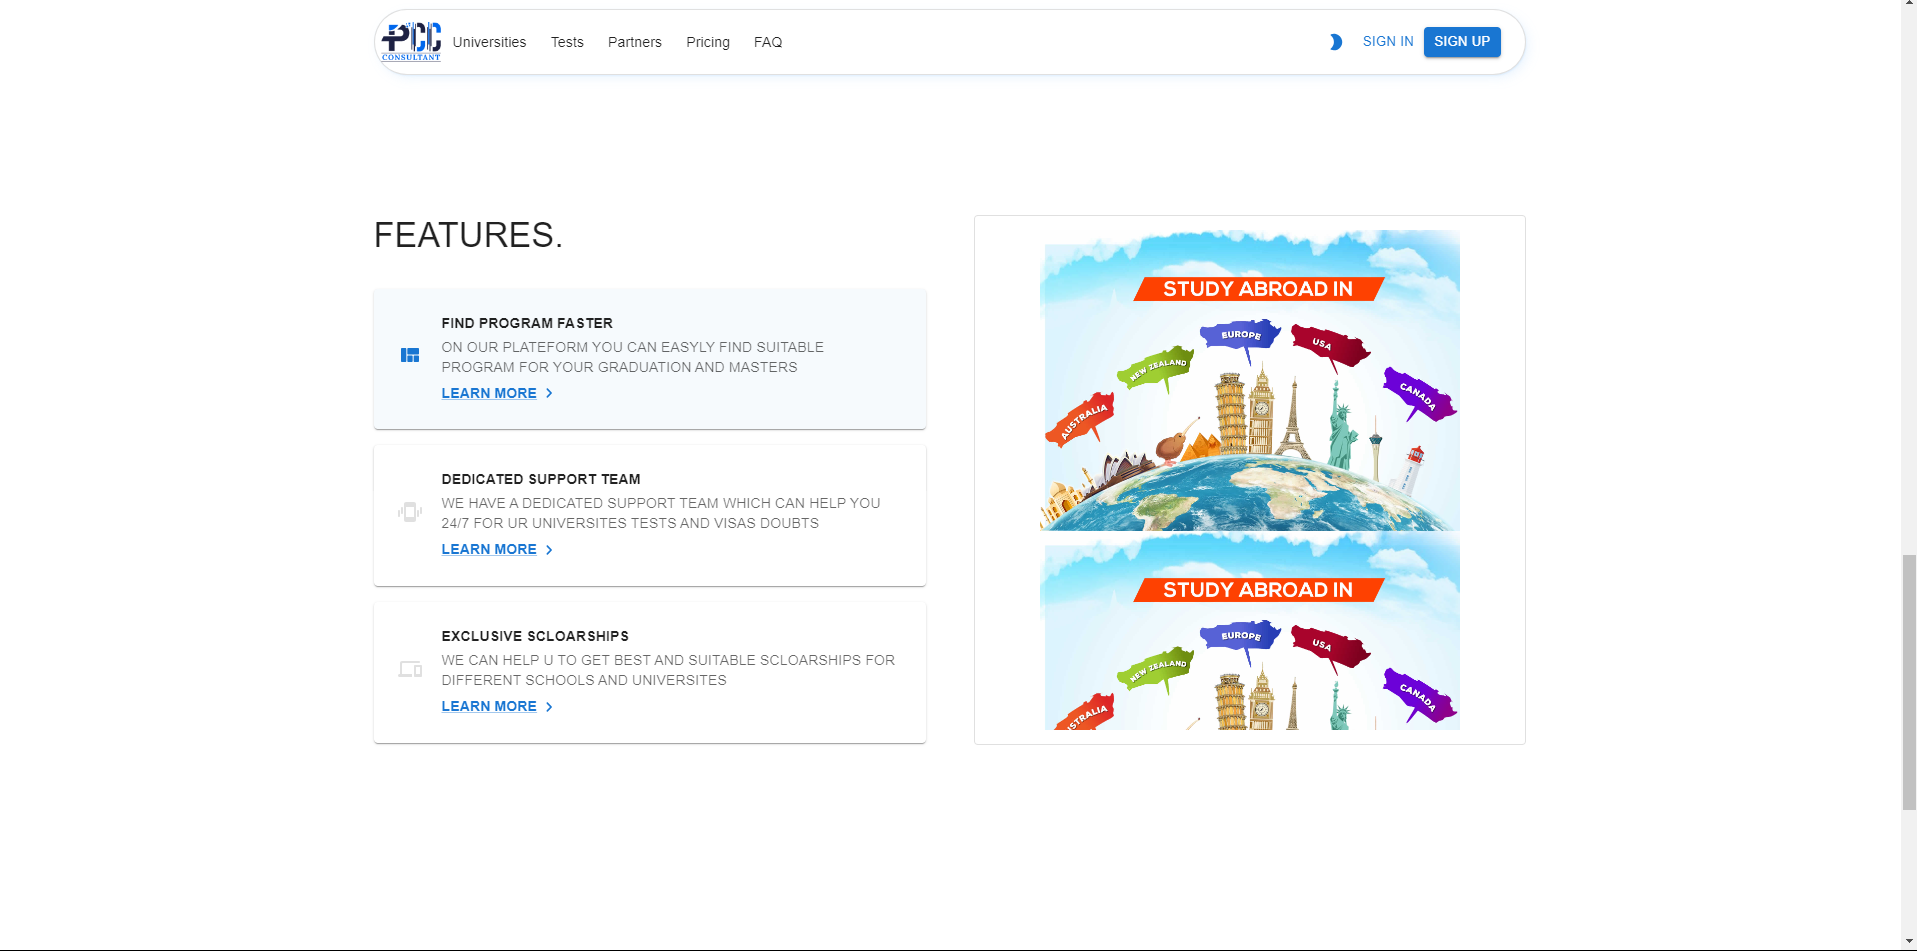 PCC
CONSULTANT
Universities Tests Partners Pricing FAQ SIGN IN SIGN UP
FEATURES.
FIND PROGRAM FASTER
ON OUR PLATEFORM YOU CAN EASYLY FIND SUITABLE
PROGRAM FOR YOUR GRADUATION AND MASTERS
LEARN MORE
DEDICATED SUPPORT TEAM
WE HAVE A DEDICATED SUPPORT TEAM WHICH CAN HELP YOU
24/7 FOR UR UNIVERSITES TESTS AND VISAS DOUBTS
LEARN MORE
EXCLUSIVE SCLOARSHIPS
WE CAN HELP U TO GET BEST AND SUITABLE SCLOARSHIPS FOR
DIFFERENT SCHOOLS AND UNIVERSITES
LEARN MORE
STUDY ABROAD IN
EUROPE
USA
NEW ZEALAND
CANADA
AUSTRALIA
STUDY ABROAD IN
EUROPE
USA
NEW ZEALAND
CANADA
STRALIA